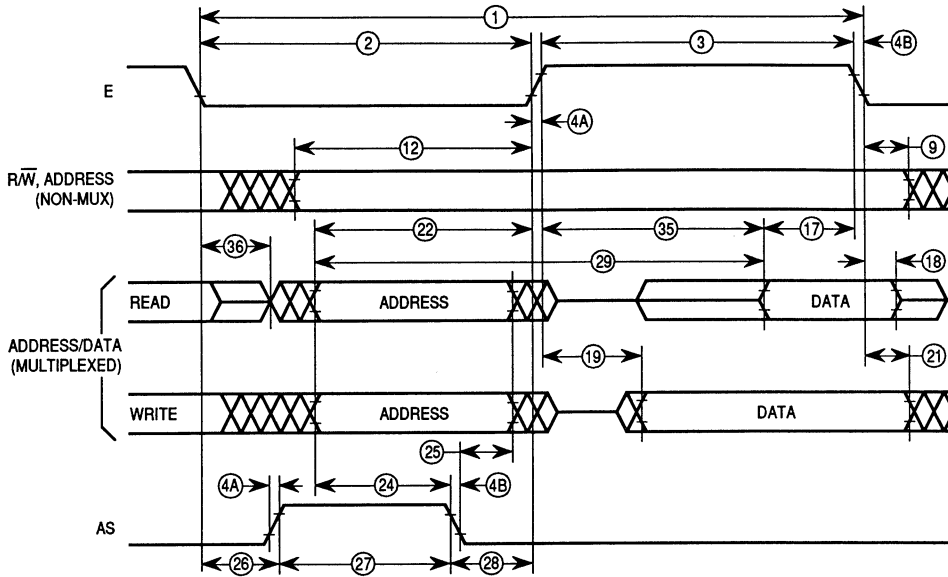 1
2
3
4B
E
4A
12
9
R/W̅, ADDRESS
(NON-MUX)
22
35
17
36
29
18
READ
ADDRESS
DATA
ADDRESS/DATA
(MULTIPLEXED)
19
21
WRITE
ADDRESS
DATA
25
4A
24
4B
AS
26
27
28